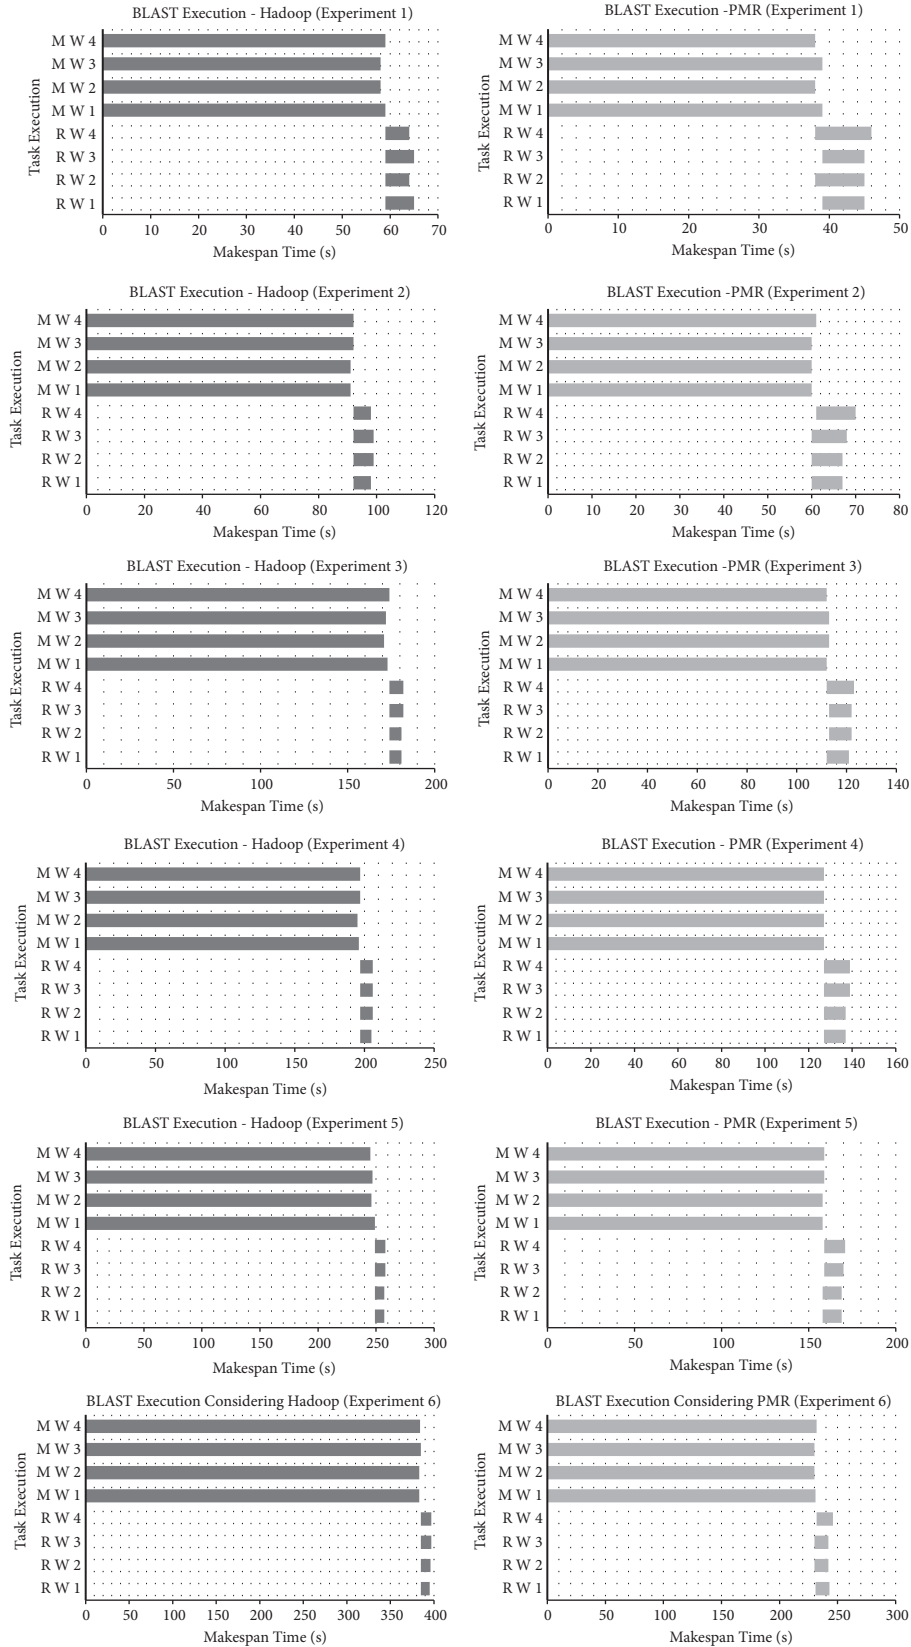 BLAST Execution - Hadoop (Experiment 1)
Task Execution
M W 4
M W 3
M W 2
M W 1
R W 4
R W 3
R W 2
R W 1
0 10 20 30 40 50 60 70
Makespan Time (s)
BLAST Execution -PMR (Experiment 1)
Task Execution
M W 4
M W 3
M W 2
M W 1
R W 4
R W 3
R W 2
R W 1
0 10 20 30 40 50
Makespan Time (s)
BLAST Execution - Hadoop (Experiment 2)
Task Execution
M W 4
M W 3
M W 2
M W 1
R W 4
R W 3
R W 2
R W 1
0 20 40 60 80 100 120
Makespan Time (s)
BLAST Execution -PMR (Experiment 2)
Task Execution
M W 4
M W 3
M W 2
M W 1
R W 4
R W 3
R W 2
R W 1
0 10 20 30 40 50 60 70 80
Makespan Time (s)
BLAST Execution - Hadoop (Experiment 3)
Task Execution
M W 4
M W 3
M W 2
M W 1
R W 4
R W 3
R W 2
R W 1
0 50 100 150 200
Makespan Time (s)
BLAST Execution -PMR (Experiment 3)
Task Execution
M W 4
M W 3
M W 2
M W 1
R W 4
R W 3
R W 2
R W 1
0 20 40 60 80 100 120 140
Makespan Time (s)
BLAST Execution - Hadoop (Experiment 4)
Task Execution
M W 4
M W 3
M W 2
M W 1
R W 4
R W 3
R W 2
R W 1
0 50 100 150 200 250
Makespan Time (s)
BLAST Execution - PMR (Experiment 4)
Task Execution
M W 4
M W 3
M W 2
M W 1
R W 4
R W 3
R W 2
R W 1
0 20 40 60 80 100 120 140 160
Makespan Time (s)
BLAST Execution - Hadoop (Experiment 5)
Task Execution
M W 4
M W 3
M W 2
M W 1
R W 4
R W 3
R W 2
R W 1
0 50 100 150 200 250 300
Makespan Time (s)
BLAST Execution - PMR (Experiment 5)
Task Execution
M W 4
M W 3
M W 2
M W 1
R W 4
R W 3
R W 2
R W 1
0 50 100 150 200
Makespan Time (s)
BLAST Execution Considering Hadoop (Experiment 6)
Task Execution
M W 4
M W 3
M W 2
M W 1
R W 4
R W 3
R W 2
R W 1
0 50 100 150 200 250 300 350 400
Makespan Time (s)
BLAST Execution Considering PMR (Experiment 6)
Task Execution
M W 4
M W 3
M W 2
M W 1
R W 4
R W 3
R W 2
R W 1
0 50 100 150 200 250 300
Makespan Time (s)